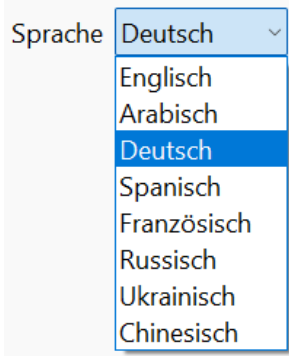 Sprache Deutsch
Englisch
Arabisch
Deutsch
Spanisch
Französisch
Russisch
Ukrainisch
Chinesisch